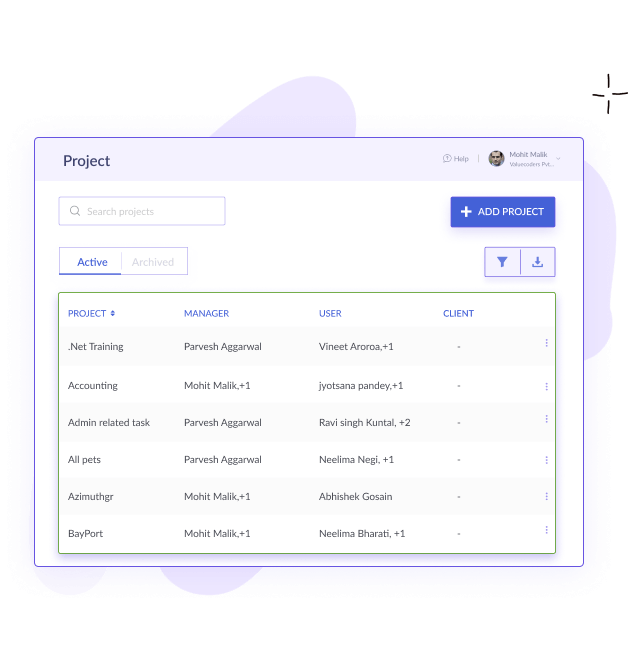 Project
Help
Mohit Malik
Valuecoders Pvt...
Search projects
ADD PROJECT
Active Archived
PROJECT MANAGER USER CLIENT
.Net Training Parvesh Aggarwal Vineet Aroroa,+1 -
Accounting Mohit Malik,+1 jyotsana pandey,+1 -
Admin related task Parvesh Aggarwal Ravi singh Kuntal, +2 -
All pets Parvesh Aggarwal Neelima Negi, +1 -
Azimuthgr Mohit Malik,+1 Abhishek Gosain -
BayPort Mohit Malik,+1 Neelima Bharati, +1 -